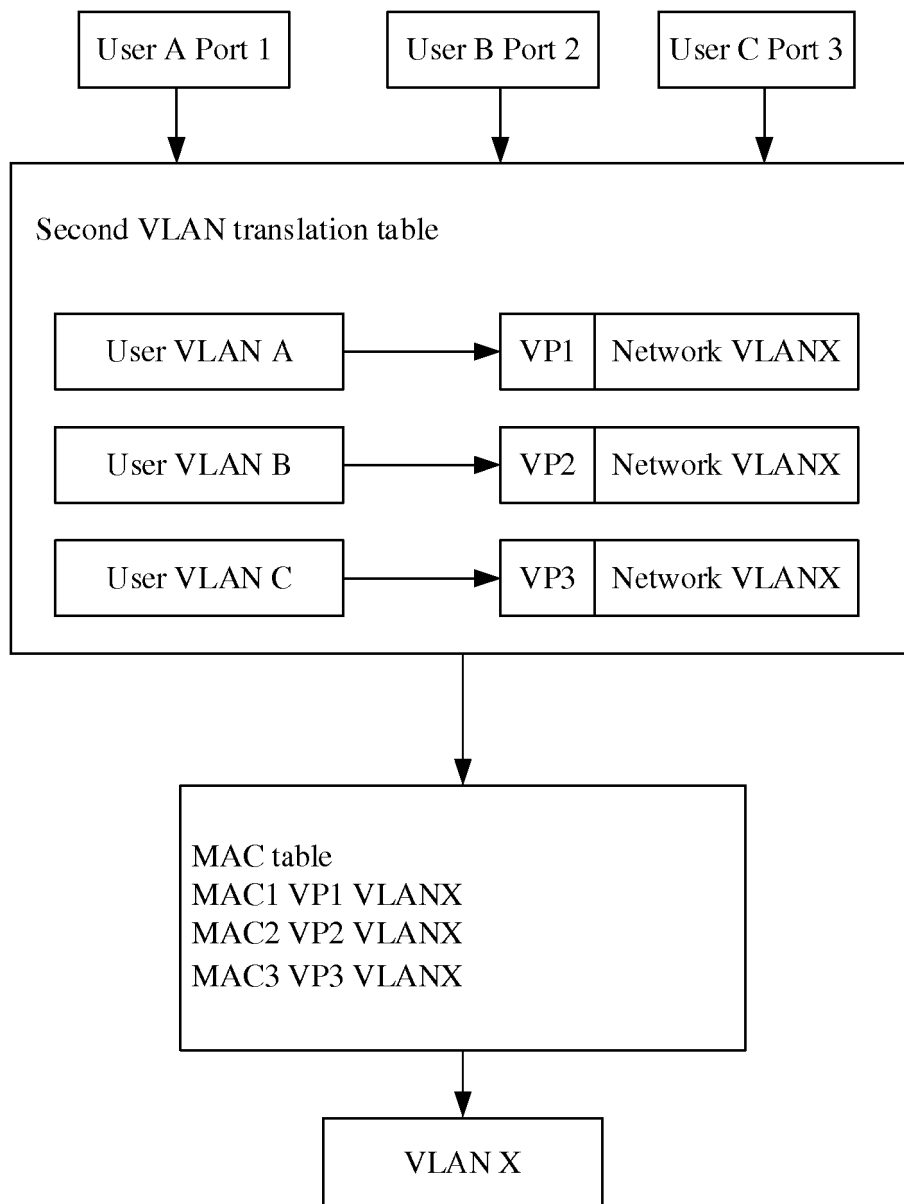 User A Port 1
User B Port 2
User C Port 3
Second VLAN translation table
User VLAN A
VP1
Network VLANX
User VLAN B
VP2
Network VLANX
User VLAN C
VP3
Network VLANX
MAC table
MAC1 VP1 VLANX
MAC2 VP2 VLANX
MAC3 VP3 VLANX
VLAN X